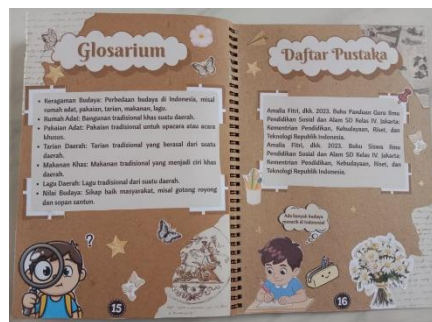 Glosarium
• Keragaman Budaya: Perbedaan budaya di Indonesia, misal
rumah adat, pakaian, tarian, makanan, lagu.
• Rumah Adat: Bangunan tradisional khas suatu daerah.
• Pakaian Adat: Pakaian tradisional untuk upacara atau acara
khusus.
• Tarian Daerah: Tarian tradisional yang berasal dari suatu
daerah.
• Makanan Khas: Makanan tradisional yang menjadi ciri khas
daerah.
• Lagu Daerah: Lagu tradisional dari suatu daerah.
• Nilai Budaya: Sikap baik masyarakat, misal gotong royong
dan sopan santun.
?
15
Daftar Pustaka
Amalia Fitri, dkk. 2023. Buku Panduan Guru Ilmu
Pendidikan Sosial dan Alam SD Kelas IV. Jakarta:
Kementrian Pendidikan, Kebudayaan, Riset, dan
Teknologi Republik Indonesia.
Amalia Fitri, dkk. 2023. Buku Siswa Ilmu
Pendidikan Sosial dan Alam SD Kelas IV. Jakarta:
Kementrian Pendidikan, Kebudayaan, Riset, dan
Teknologi Republik Indonesia.
Ada banyak budaya
menarik di Indonesia!
16